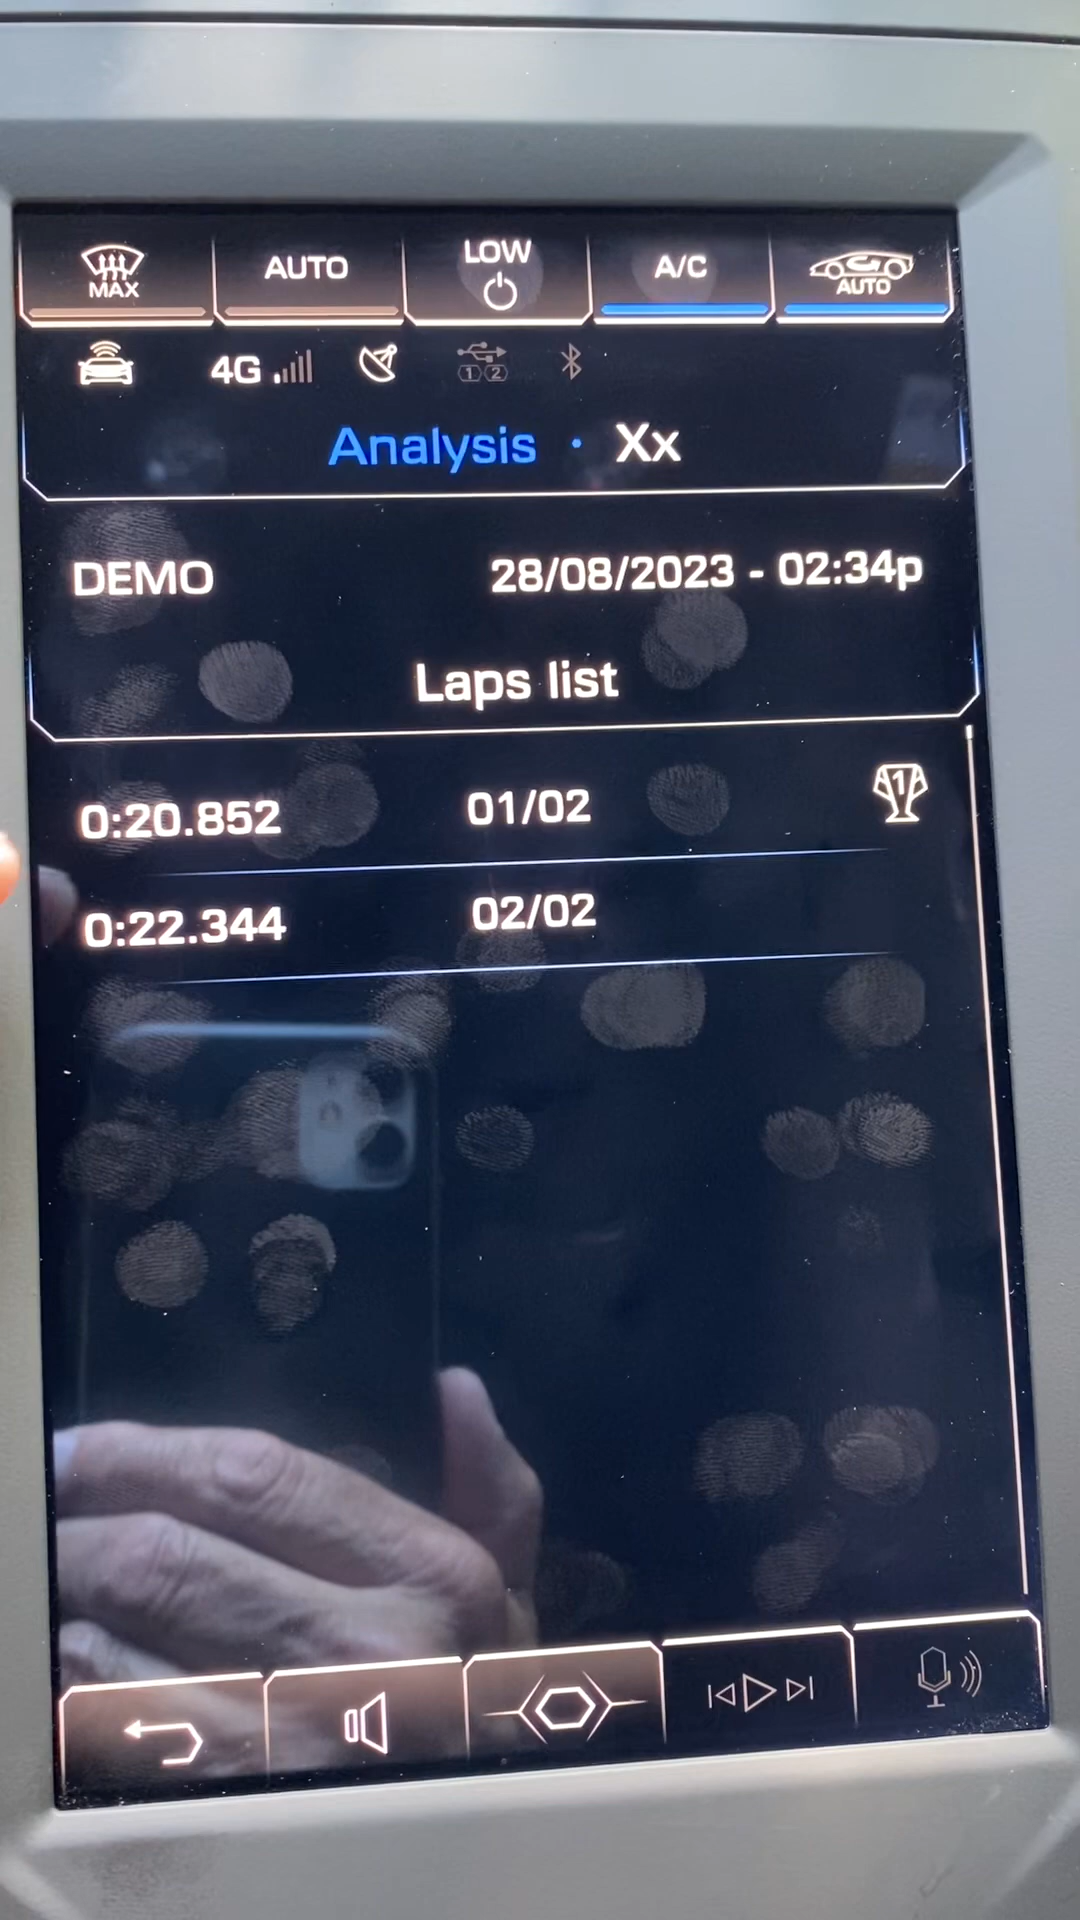 MAX AUTO LOW A/C AUTO
4G 1 2
Analysis • Xx
DEMO 28/08/2023 - 02:34p
Laps list
0:20.852 01/02 1
0:22.344 02/02